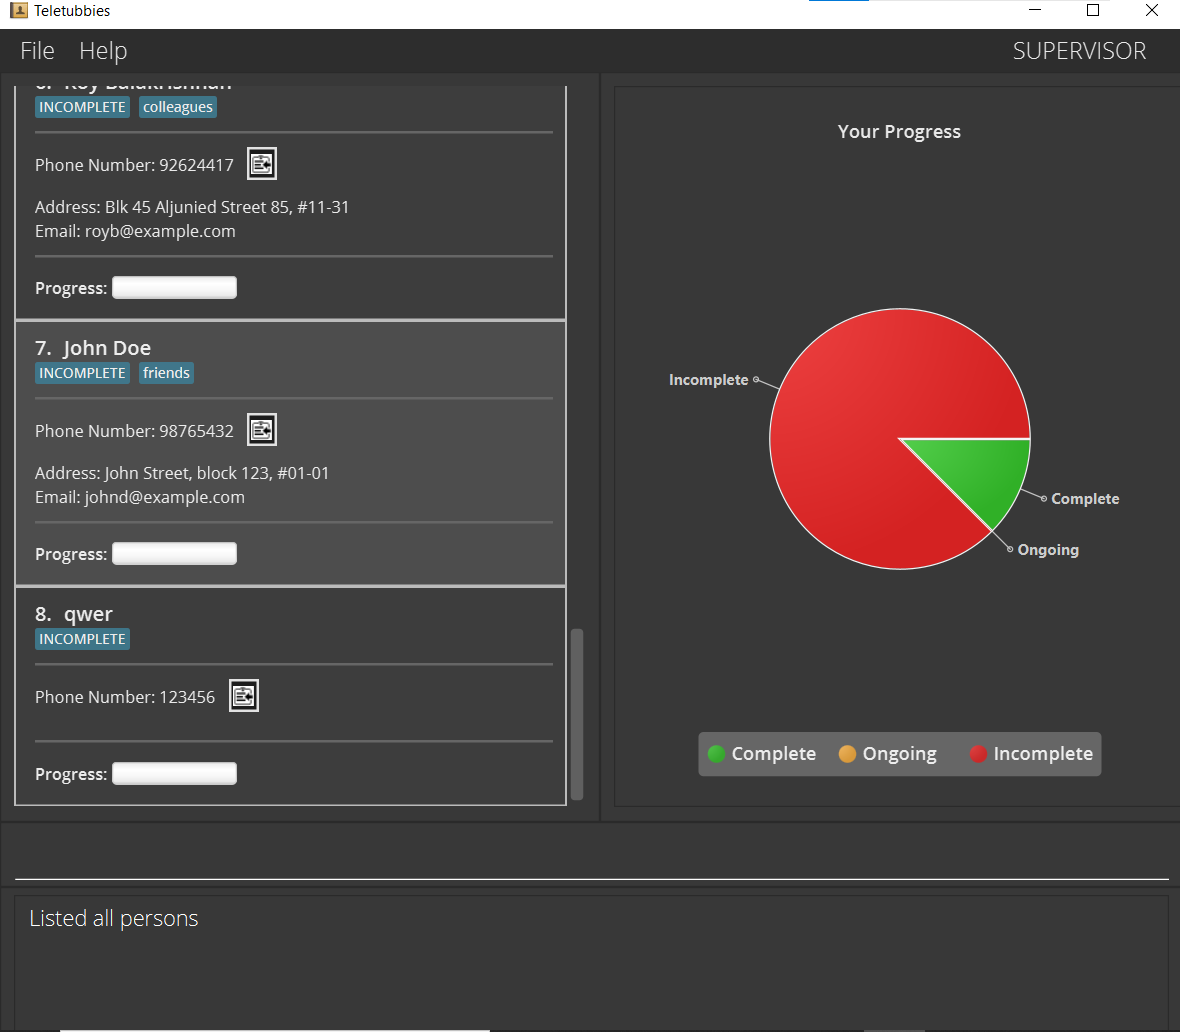 Teletubbies
File Help
SUPERVISOR
6. Roy Balakrishnan
INCOMPLETE colleagues
Phone Number: 92624417
Address: Blk 45 Aljunied Street 85, #11-31
Email: royb@example.com
Progress:
7. John Doe
INCOMPLETE friends
Phone Number: 98765432
Address: John Street, block 123, #01-01
Email: johnd@example.com
Progress:
8. qwer
INCOMPLETE
Phone Number: 123456
Progress:
Your Progress
Incomplete
Complete
Ongoing
Complete Ongoing Incomplete
Listed all persons